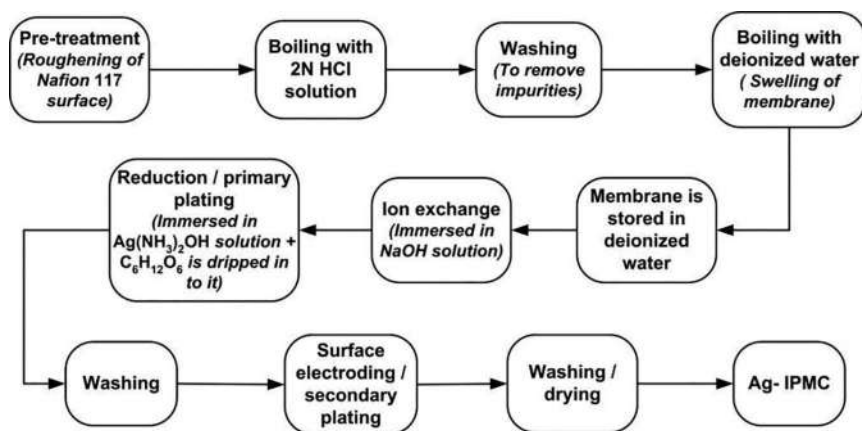 Pre-treatment
(Roughening of
Nafion 117
surface)
Boiling with
2N HCl
solution
Washing
(To remove
impurities)
Boiling with
deionized water
( Swelling of
membrane)
Reduction / primary
plating
(Immersed in
Ag(NH₃)₂OH solution +
C₆H₁₂O₆ is dripped in
to it)
Ion exchange
(Immersed in
NaOH solution)
Membrane is
stored in
deionized
water
Washing
Surface
electroding /
secondary
plating
Washing /
drying
Ag- IPMC